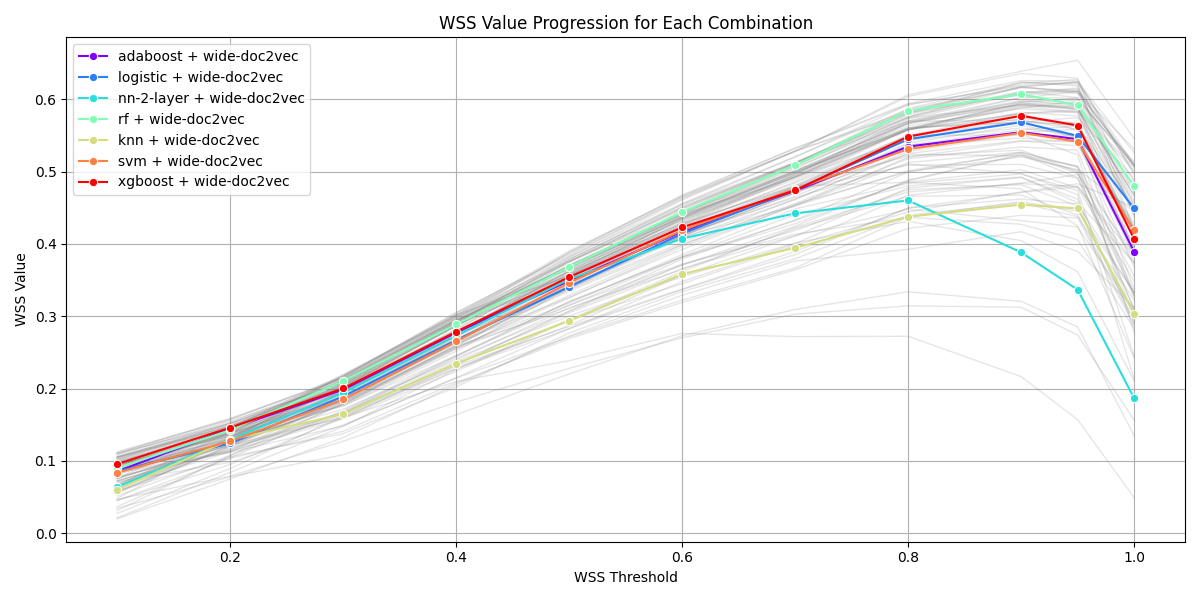 WSS Value Progression for Each Combination
adaboost + wide-doc2vec
logistic + wide-doc2vec
nn-2-layer + wide-doc2vec
rf + wide-doc2vec
knn + wide-doc2vec
svm + wide-doc2vec
xgboost + wide-doc2vec
WSS Value
0.6
0.5
0.4
0.3
0.2
0.1
0.0
0.2 0.4 0.6 0.8 1.0
WSS Threshold